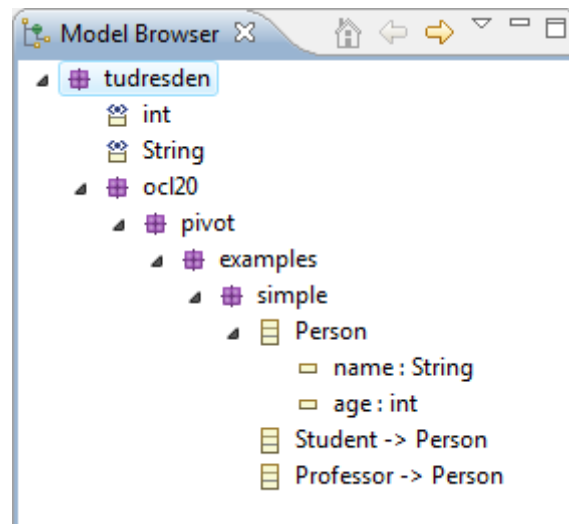 Model Browser
tudresden
int
String
ocl20
pivot
examples
simple
Person
name : String
age : int
Student -> Person
Professor -> Person